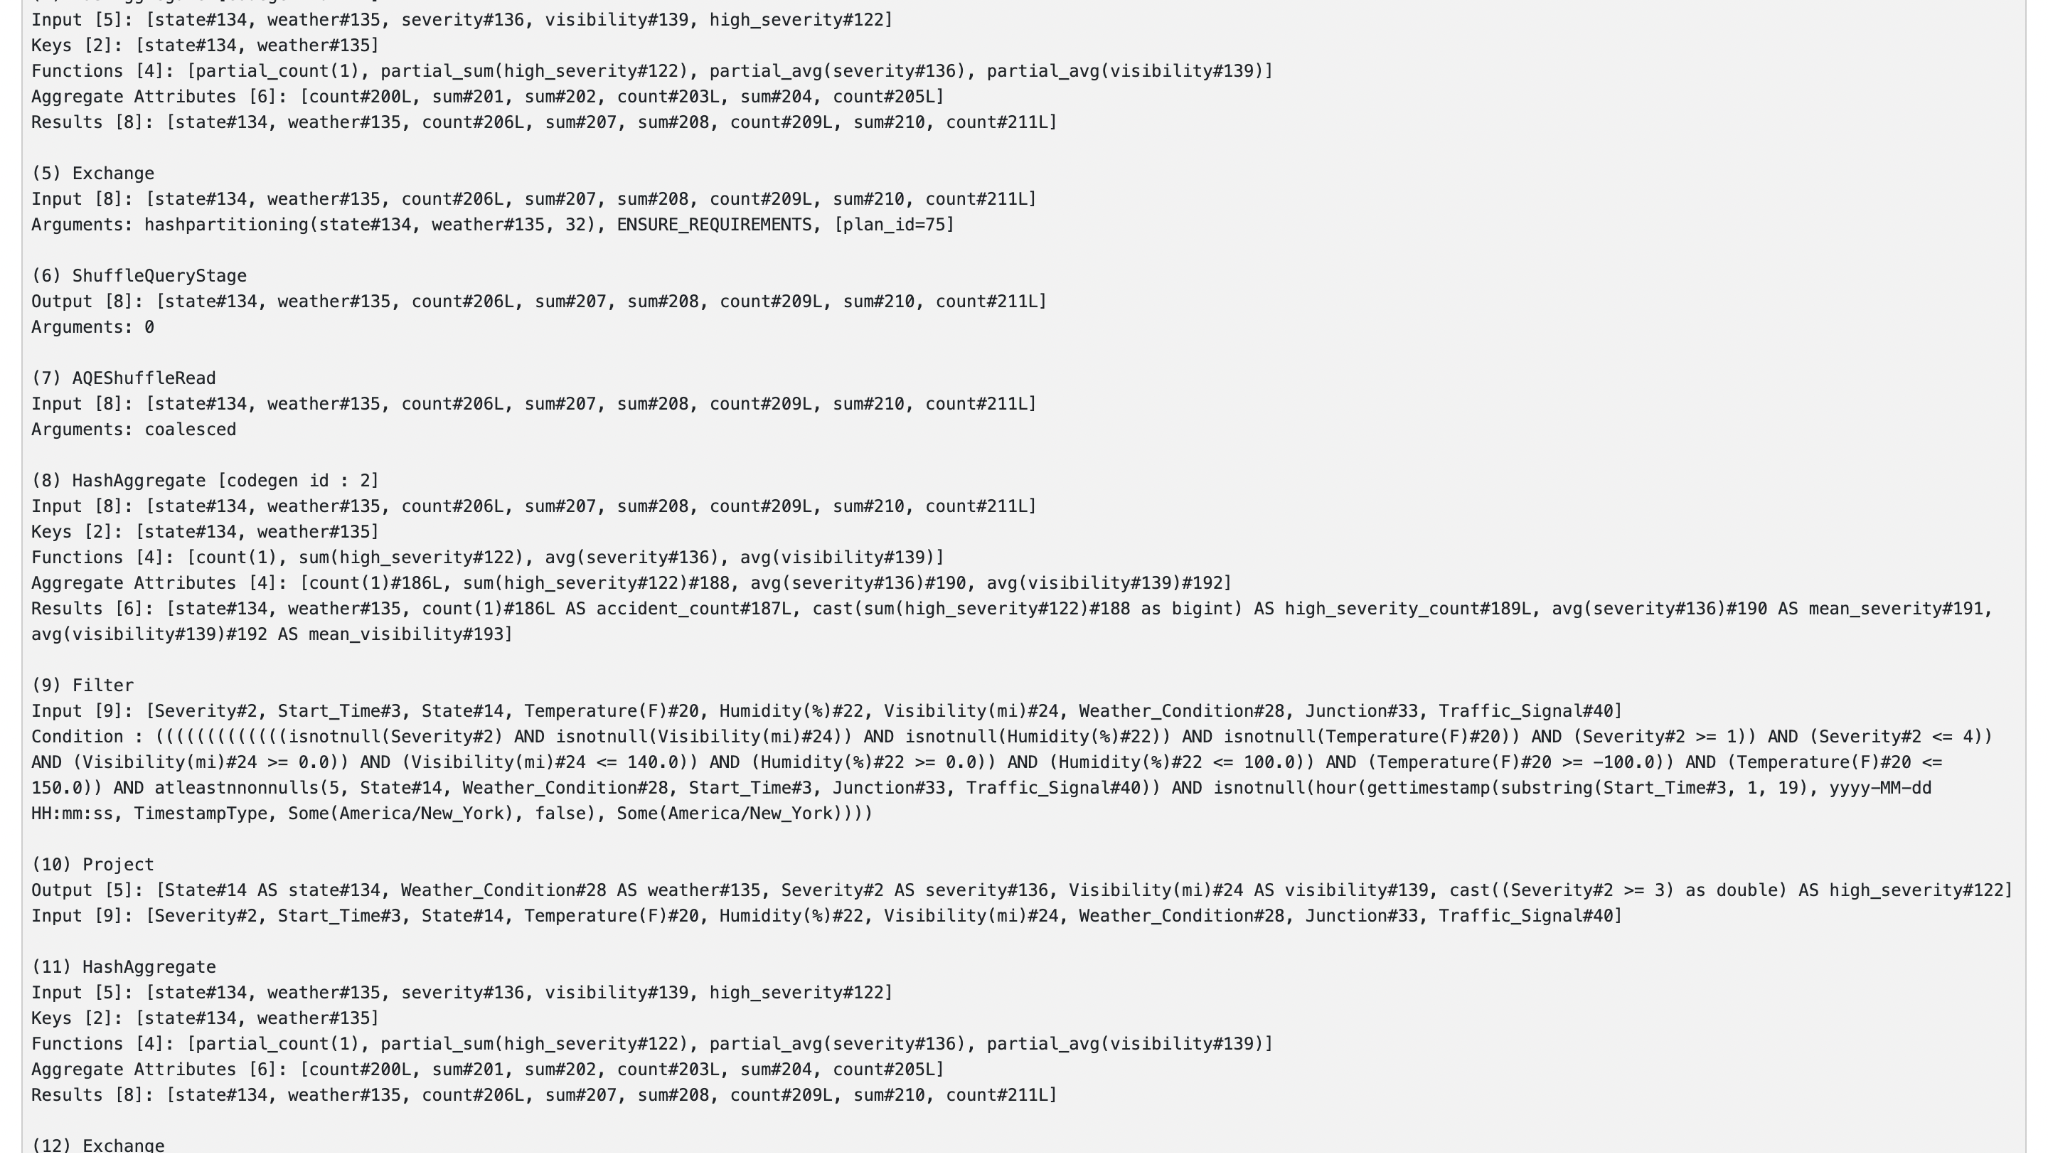 Input [5]: [state#134, weather#135, severity#136, visibility#139, high_severity#122]
Keys [2]: [state#134, weather#135]
Functions [4]: [partial_count(1), partial_sum(high_severity#122), partial_avg(severity#136), partial_avg(visibility#139)]
Aggregate Attributes [6]: [count#200L, sum#201, sum#202, count#203L, sum#204, count#205L]
Results [8]: [state#134, weather#135, count#206L, sum#207, sum#208, count#209L, sum#210, count#211L]
(5) Exchange
Input [8]: [state#134, weather#135, count#206L, sum#207, sum#208, count#209L, sum#210, count#211L]
Arguments: hashpartitioning(state#134, weather#135, 32), ENSURE_REQUIREMENTS, [plan_id=75]
(6) ShuffleQueryStage
Output [8]: [state#134, weather#135, count#206L, sum#207, sum#208, count#209L, sum#210, count#211L]
Arguments: 0
(7) AQEShuffleRead
Input [8]: [state#134, weather#135, count#206L, sum#207, sum#208, count#209L, sum#210, count#211L]
Arguments: coalesced
(8) HashAggregate [codegen id : 2]
Input [8]: [state#134, weather#135, count#206L, sum#207, sum#208, count#209L, sum#210, count#211L]
Keys [2]: [state#134, weather#135]
Functions [4]: [count(1), sum(high_severity#122), avg(severity#136), avg(visibility#139)]
Aggregate Attributes [4]: [count(1)#186L, sum(high_severity#122)#188, avg(severity#136)#190, avg(visibility#139)#192]
Results [6]: [state#134, weather#135, count(1)#186L AS accident_count#187L, cast(sum(high_severity#122)#188 as bigint) AS high_severity_count#189L, avg(severity#136)#190 AS mean_severity#191,
avg(visibility#139)#192 AS mean_visibility#193]
(9) Filter
Input [9]: [Severity#2, Start_Time#3, State#14, Temperature(F)#20, Humidity(%)#22, Visibility(mi)#24, Weather_Condition#28, Junction#33, Traffic_Signal#40]
Condition : (((((((((((((isnotnull(Severity#2) AND isnotnull(Visibility(mi)#24)) AND isnotnull(Humidity(%)#22)) AND isnotnull(Temperature(F)#20)) AND (Severity#2 >= 1)) AND (Severity#2 <= 4))
AND (Visibility(mi)#24 >= 0.0)) AND (Visibility(mi)#24 <= 140.0)) AND (Humidity(%)#22 >= 0.0)) AND (Humidity(%)#22 <= 100.0)) AND (Temperature(F)#20 >= -100.0)) AND (Temperature(F)#20 <=
150.0)) AND atleastnnonnulls(5, State#14, Weather_Condition#28, Start_Time#3, Junction#33, Traffic_Signal#40)) AND isnotnull(hour(gettimestamp(substring(Start_Time#3, 1, 19), yyyy-MM-dd
HH:mm:ss, TimestampType, Some(America/New_York), false), Some(America/New_York))))
(10) Project
Output [5]: [State#14 AS state#134, Weather_Condition#28 AS weather#135, Severity#2 AS severity#136, Visibility(mi)#24 AS visibility#139, cast((Severity#2 >= 3) as double) AS high_severity#122]
Input [9]: [Severity#2, Start_Time#3, State#14, Temperature(F)#20, Humidity(%)#22, Visibility(mi)#24, Weather_Condition#28, Junction#33, Traffic_Signal#40]
(11) HashAggregate
Input [5]: [state#134, weather#135, severity#136, visibility#139, high_severity#122]
Keys [2]: [state#134, weather#135]
Functions [4]: [partial_count(1), partial_sum(high_severity#122), partial_avg(severity#136), partial_avg(visibility#139)]
Aggregate Attributes [6]: [count#200L, sum#201, sum#202, count#203L, sum#204, count#205L]
Results [8]: [state#134, weather#135, count#206L, sum#207, sum#208, count#209L, sum#210, count#211L]
(12) Exchange